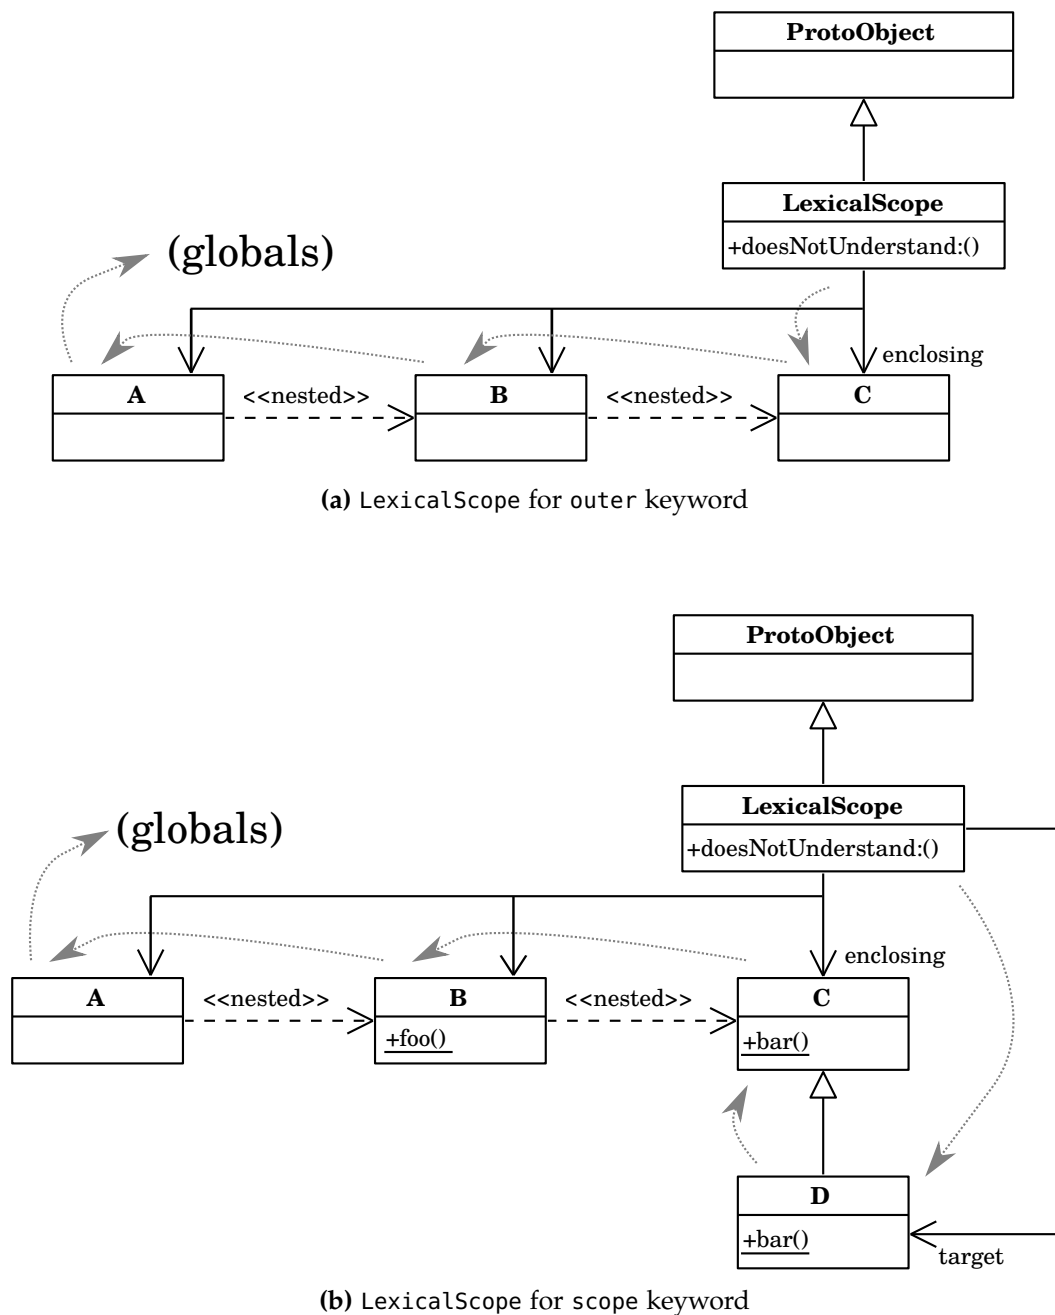 ProtoObject
LexicalScope
+doesNotUnderstand:()
(globals)
enclosing
A
<<nested>>
B
<<nested>>
C
(a) LexicalScope for outer keyword
ProtoObject
LexicalScope
+doesNotUnderstand:()
(globals)
enclosing
A
<<nested>>
B
<<nested>>
C
+foo()
+bar()
D
+bar()
target
(b) LexicalScope for scope keyword